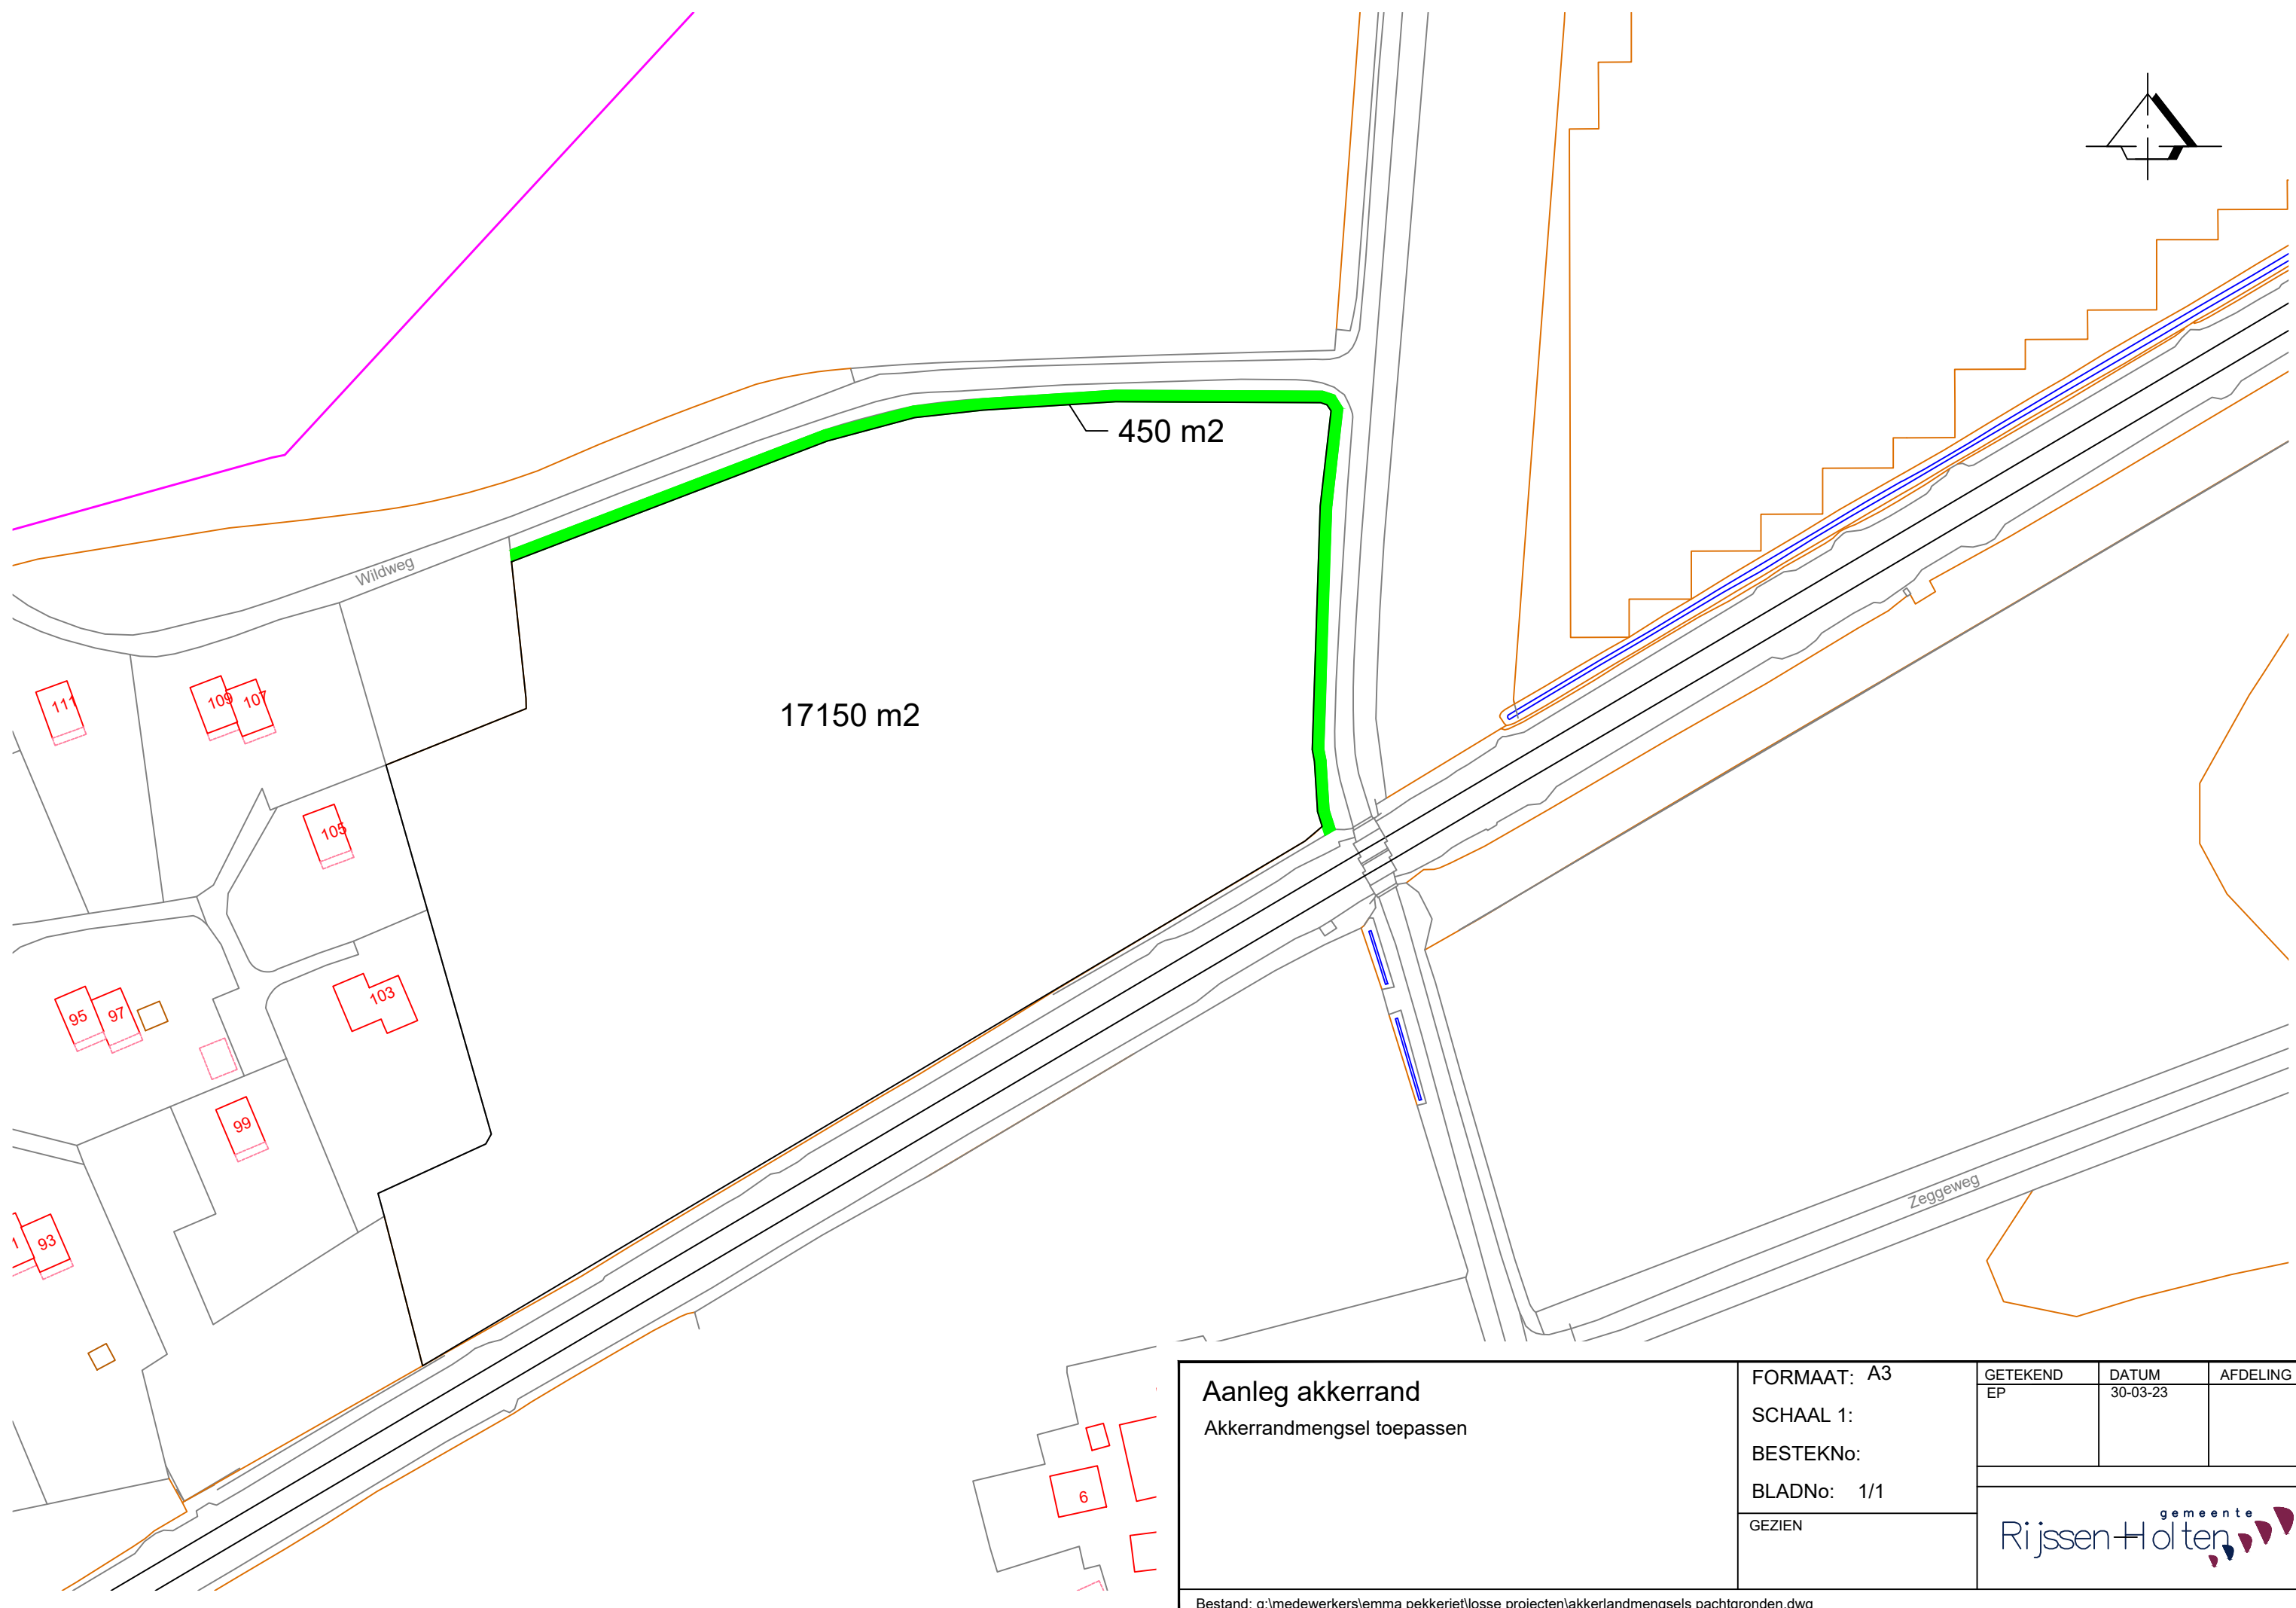 450 m2
Wildweg
17150 m2
111
109
107
105
103
95
97
99
93
1
6
Zeggeweg
Aanleg akkerrand
Akkerrandmengsel toepassen
FORMAAT: A3
SCHAAL 1:
BESTEKNo:
BLADNo: 1/1
GEZIEN
GETEKEND
EP
DATUM
30-03-23
AFDELING
gemeente
Rijssen-Holten
Bestand: g:\medewerkers\emma pekkeriet\losse projecten\akkerlandmengsels pachtgronden.dwg